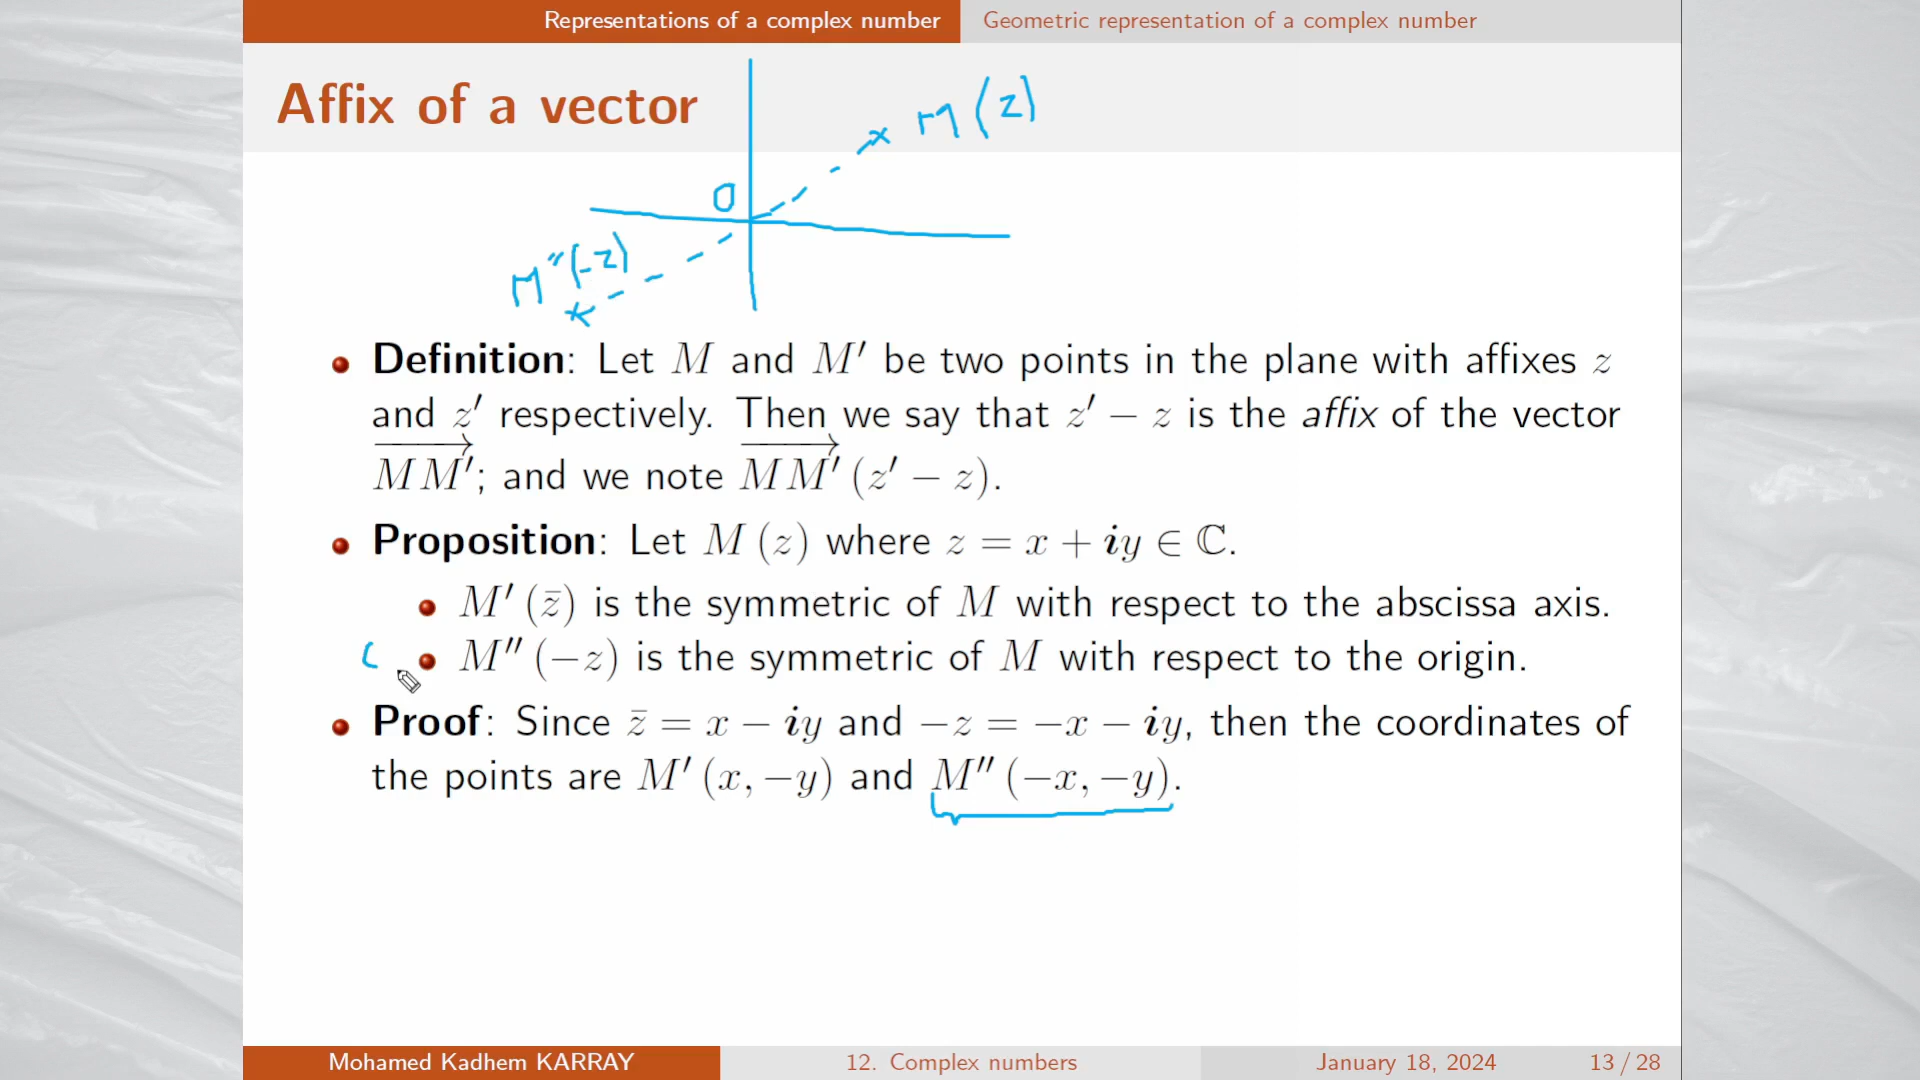 Representations of a complex number Geometric representation of a complex number
Affix of a vector
M (z)
O
M″(-z)
Definition: Let M and M′ be two points in the plane with affixes z
and z′ respectively. Then we say that z′ − z is the affix of the vector
MM′; and we note MM′ (z′ − z).
Proposition: Let M (z) where z = x + iy ∈ ℂ.
M′ (z̄) is the symmetric of M with respect to the abscissa axis.
M″ (−z) is the symmetric of M with respect to the origin.
Proof: Since z̄ = x − iy and −z = −x − iy, then the coordinates of
the points are M′ (x, −y) and M″ (−x, −y).
Mohamed Kadhem KARRAY 12. Complex numbers January 18, 2024 13 / 28